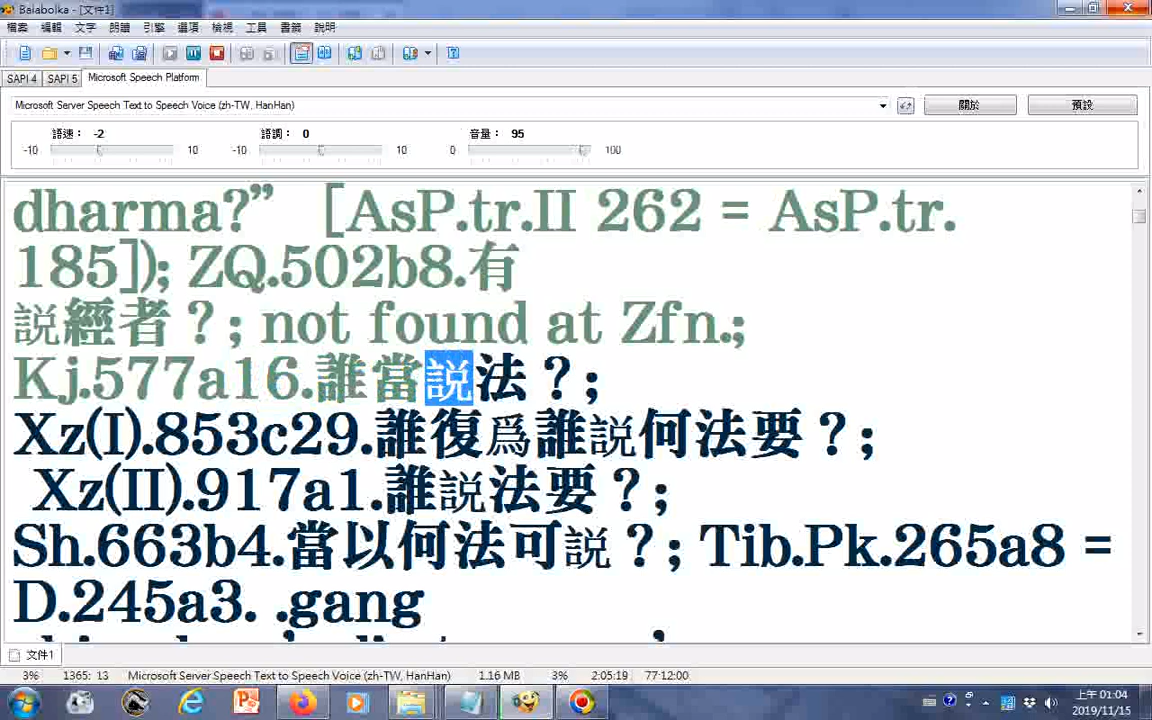 Balabolka - [文件1]
檔案 編輯 文字 朗讀 引擎 選項 檢視 工具 書籤 說明
SAPI 4 SAPI 5 Microsoft Speech Platform
Microsoft Server Speech Text to Speech Voice (zh-TW, HanHan) 關於 預設
語速： -2 語調： 0 音量： 95
-10 10 -10 10 0 100
dharma?” [AsP.tr.II 262 = AsP.tr.
185]); ZQ.502b8.有
説經者？; not found at Zfn.;
Kj.577a16.誰當説法？;
Xz(I).853c29.誰復爲誰説何法要？;
Xz(II).917a1.誰説法要？;
Sh.663b4.當以何法可説？; Tib.Pk.265a8 =
D.245a3. .gang
文件1
3% 1365: 13 Microsoft Server Speech Text to Speech Voice (zh-TW, HanHan) 1.16 MB 3% 2:05:19 77:12:00
上午 01:04
2019/11/15